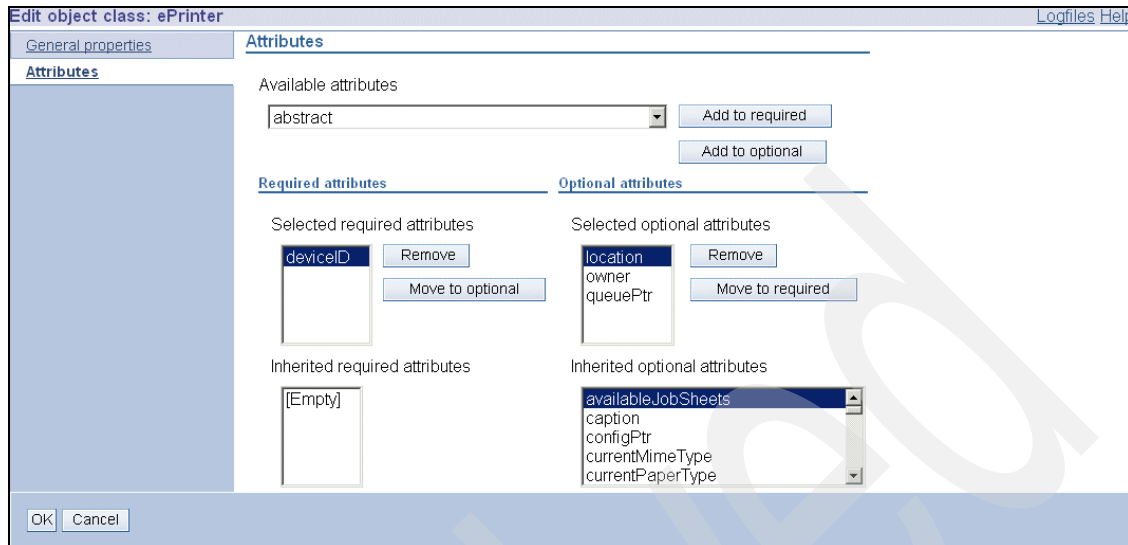 Edit object class: ePrinter
Logfiles Help
General properties
Attributes
Attributes
Available attributes
abstract
Add to required
Add to optional
Required attributes
Optional attributes
Selected required attributes
Selected optional attributes
deviceID
Remove
Move to optional
location
owner
queuePtr
Remove
Move to required
Inherited required attributes
Inherited optional attributes
[Empty]
availableJobSheets
caption
configPtr
currentMimeType
currentPaperType
OK
Cancel